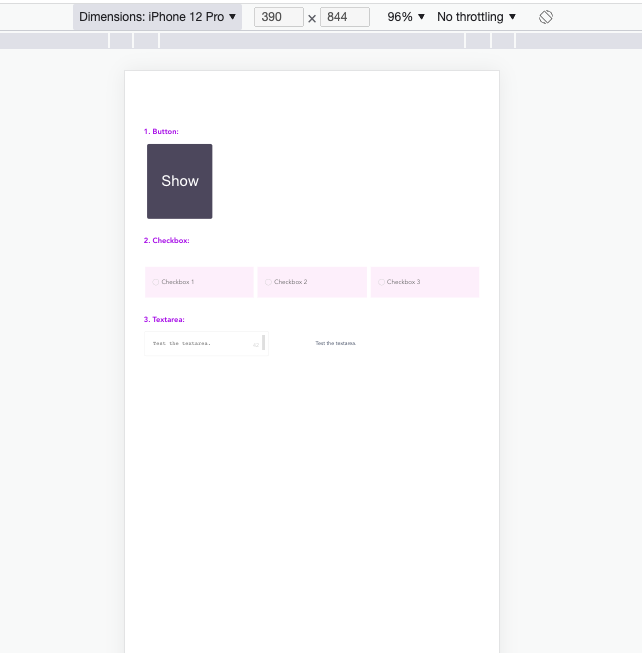 Dimensions: iPhone 12 Pro ▼ 390 × 844 96% ▼ No throttling ▼
1. Button:
Show
2. Checkbox:
Checkbox 1 Checkbox 2 Checkbox 3
3. Textarea:
Test the textarea. Test the textarea.